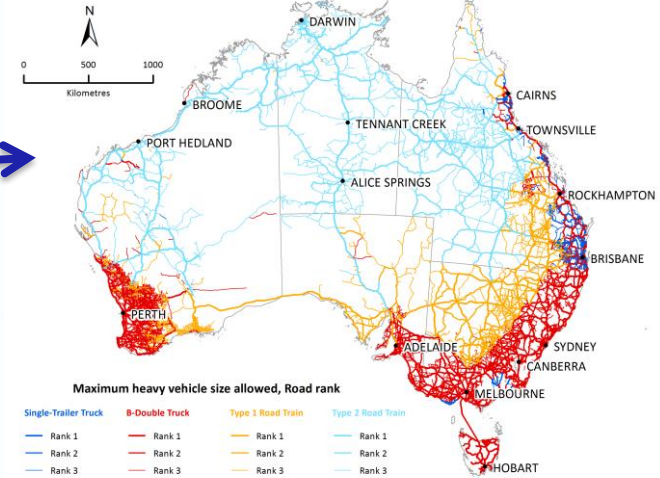 N
DARWIN
0 500 1000
Kilometres
CAIRNS
BROOME
TENNANT CREEK
TOWNSVILLE
PORT HEDLAND
ALICE SPRINGS
ROCKHAMPTON
BRISBANE
PERTH
ADELAIDE
SYDNEY
CANBERRA
MELBOURNE
Maximum heavy vehicle size allowed, Road rank
Single-Trailer Truck B-Double Truck Type 1 Road Train Type 2 Road Train
Rank 1 Rank 1 Rank 1 Rank 1
Rank 2 Rank 2 Rank 2 Rank 2
Rank 3 Rank 3 Rank 3 Rank 3
HOBART